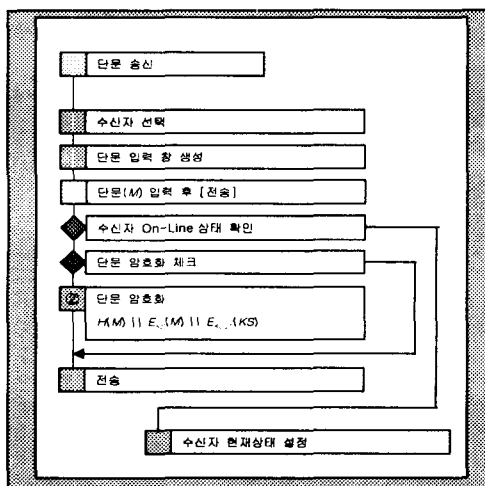 단문 송신
수신자 선택
단문 입력 창 생성
단문(M) 입력 후 [전송]
수신자 On-Line 상태 확인
단문 암호화 체크
단문 암호화
H(M) || E (M) || E (KS)
전송
수신자 현재상태 설정